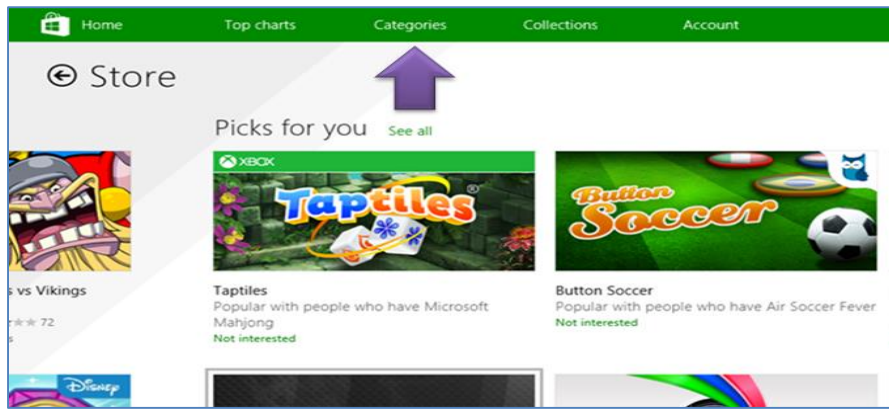 Home Top charts Categories Collections Account
Store
Picks for you See all
XBOX
Taptiles
Button
Soccer
s vs Vikings
72
s
Taptiles
Popular with people who have Microsoft
Mahjong
Not interested
Button Soccer
Popular with people who have Air Soccer Fever
Not interested
Disney